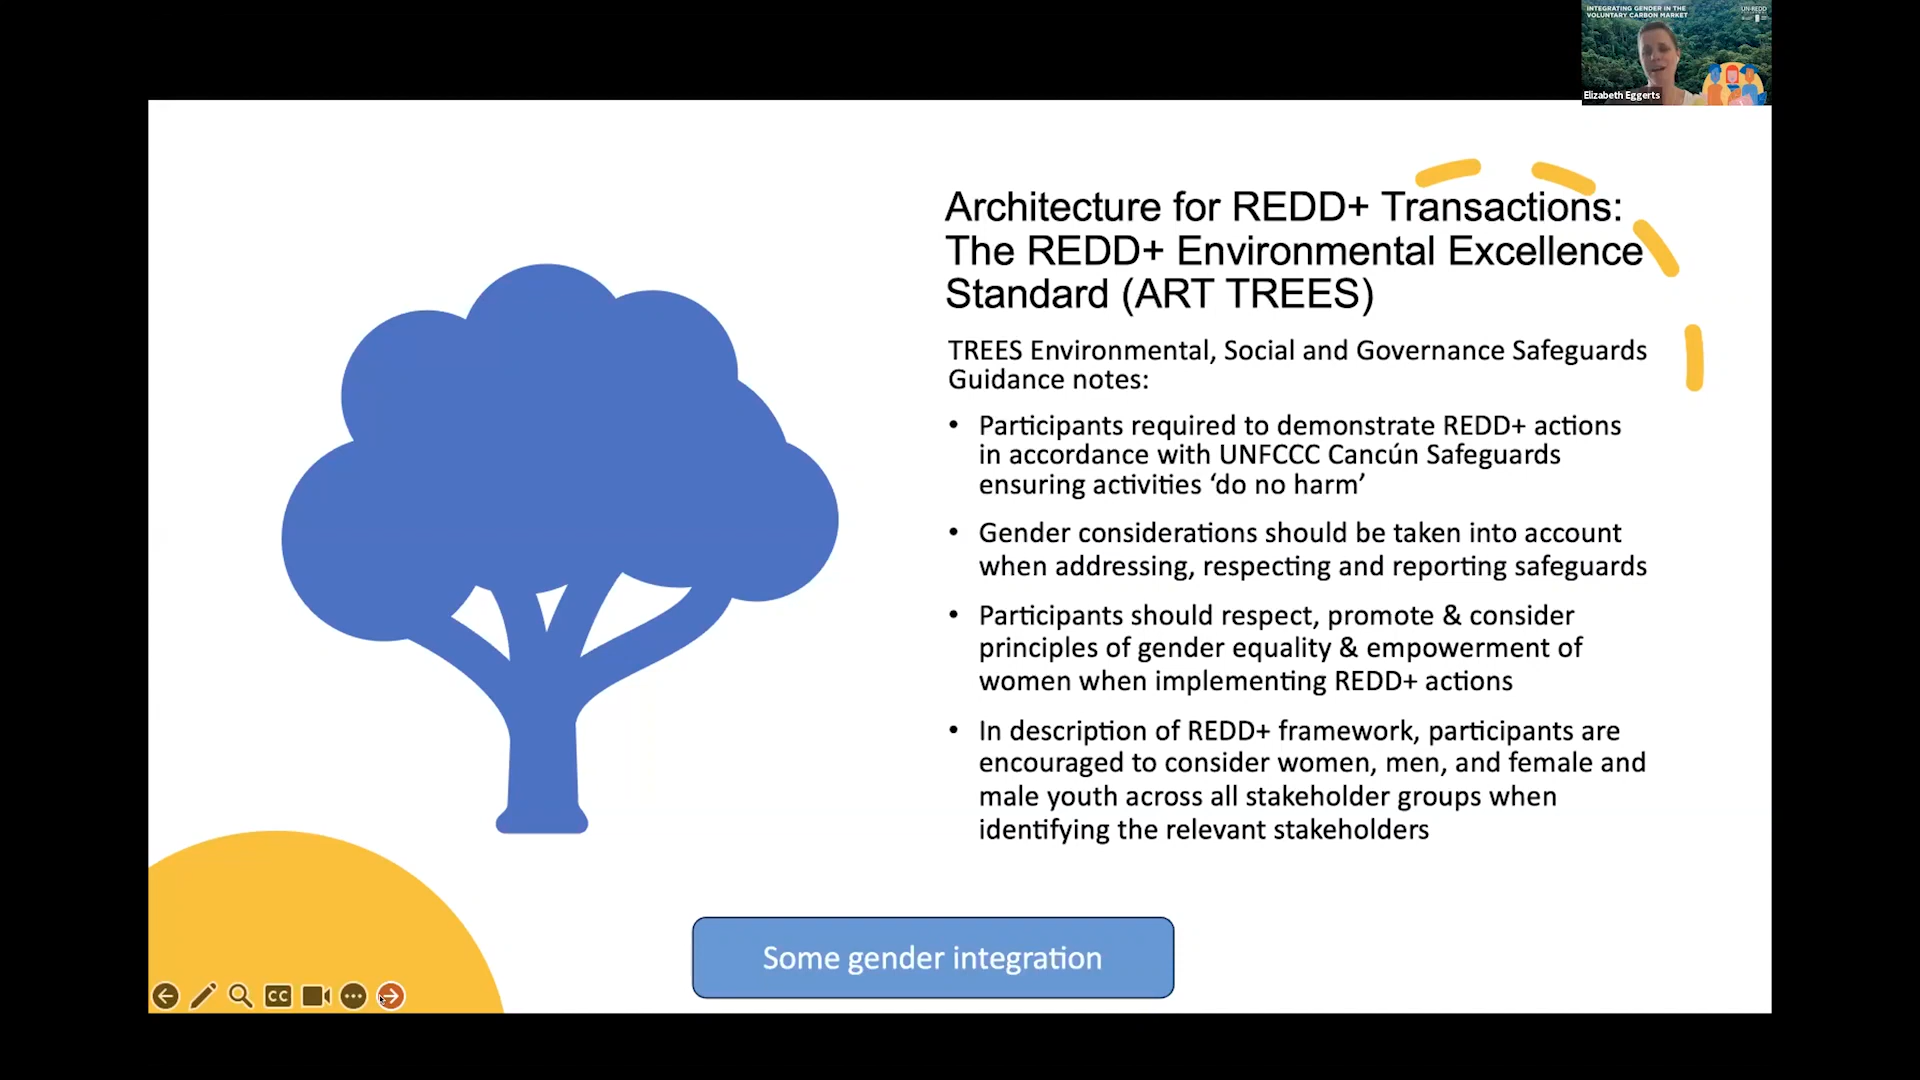 INTEGRATING GENDER IN THE
VOLUNTARY CARBON MARKET
UN-REDD
Elizabeth Eggerts
Architecture for REDD+ Transactions:
The REDD+ Environmental Excellence
Standard (ART TREES)
TREES Environmental, Social and Governance Safeguards
Guidance notes:
• Participants required to demonstrate REDD+ actions
in accordance with UNFCCC Cancún Safeguards
ensuring activities ‘do no harm’
• Gender considerations should be taken into account
when addressing, respecting and reporting safeguards
• Participants should respect, promote & consider
principles of gender equality & empowerment of
women when implementing REDD+ actions
• In description of REDD+ framework, participants are
encouraged to consider women, men, and female and
male youth across all stakeholder groups when
identifying the relevant stakeholders
Some gender integration
CC